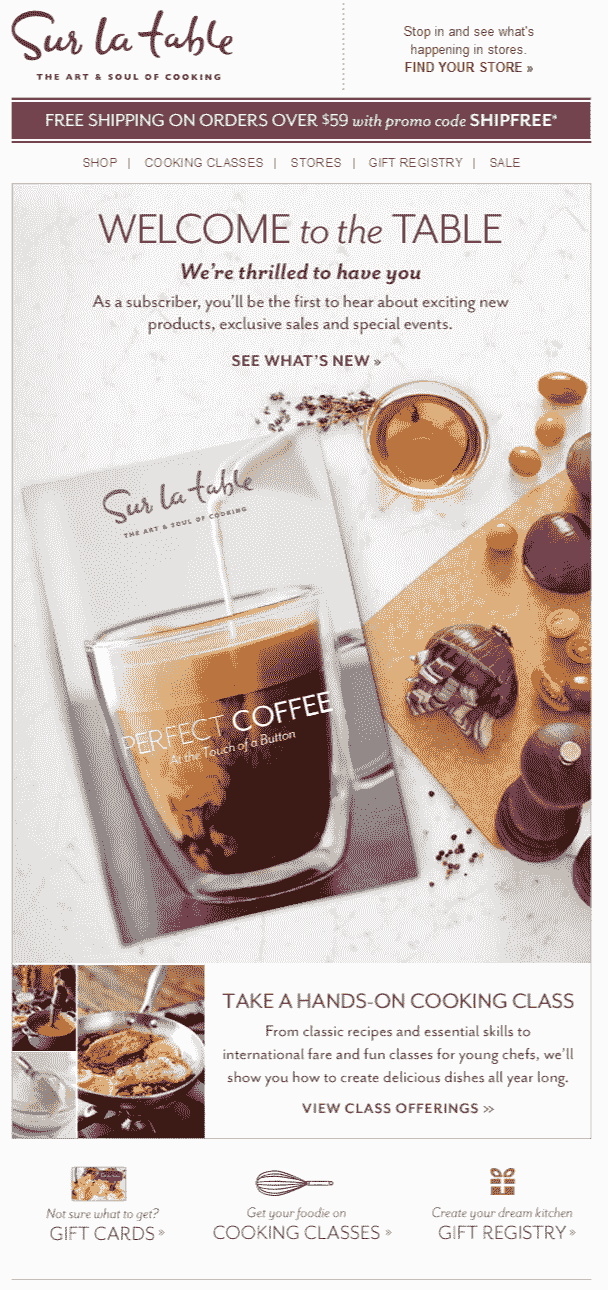 Sur la table
THE ART & SOUL OF COOKING
Stop in and see what's
happening in stores.
FIND YOUR STORE »
FREE SHIPPING ON ORDERS OVER $59 with promo code SHIPFREE*
SHOP | COOKING CLASSES | STORES | GIFT REGISTRY | SALE
WELCOME to the TABLE
We're thrilled to have you
As a subscriber, you'll be the first to hear about exciting new
products, exclusive sales and special events.
SEE WHAT'S NEW »
Sur la table
THE ART & SOUL OF COOKING
PERFECT COFFEE
At the Touch of a Button
TAKE A HANDS-ON COOKING CLASS
From classic recipes and essential skills to
international fare and fun classes for young chefs, we'll
show you how to create delicious dishes all year long.
VIEW CLASS OFFERINGS »
Not sure what to get?
GIFT CARDS »
Get your foodie on
COOKING CLASSES »
Create your dream kitchen
GIFT REGISTRY »